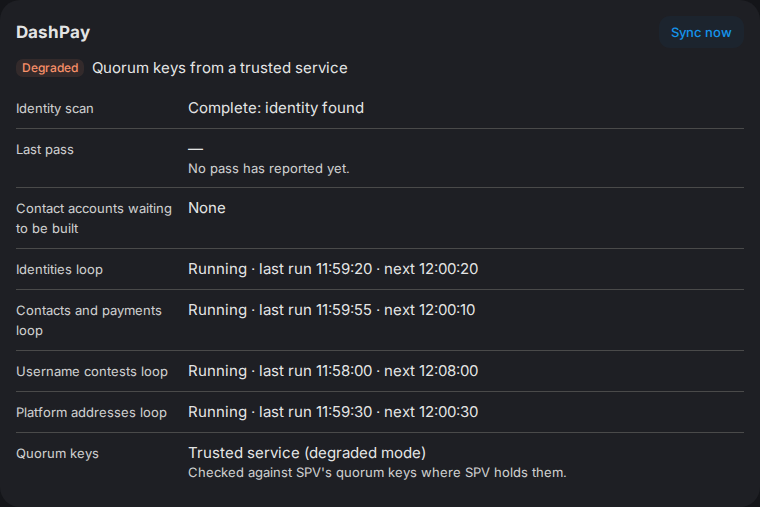 DashPay
Sync now
Degraded Quorum keys from a trusted service
Identity scan
Complete: identity found
Last pass
—
No pass has reported yet.
Contact accounts waiting
to be built
None
Identities loop
Running · last run 11:59:20 · next 12:00:20
Contacts and payments
loop
Running · last run 11:59:55 · next 12:00:10
Username contests loop
Running · last run 11:58:00 · next 12:08:00
Platform addresses loop
Running · last run 11:59:30 · next 12:00:30
Quorum keys
Trusted service (degraded mode)
Checked against SPV's quorum keys where SPV holds them.